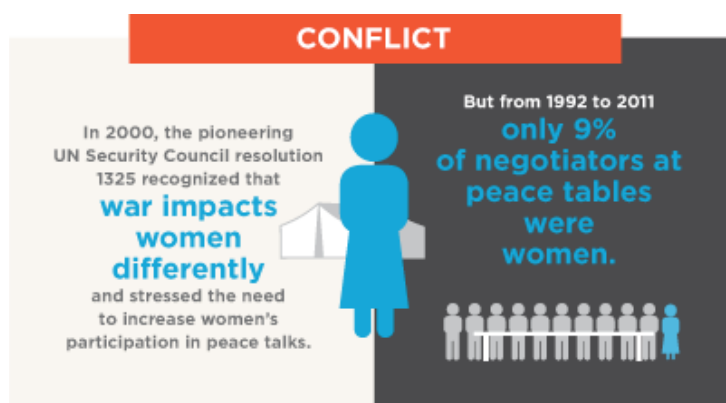 CONFLICT
In 2000, the pioneering
UN Security Council resolution
1325 recognized that
war impacts
women
differently
and stressed the need
to increase women's
participation in peace talks.
But from 1992 to 2011
only 9%
of negotiators at
peace tables
were
women.